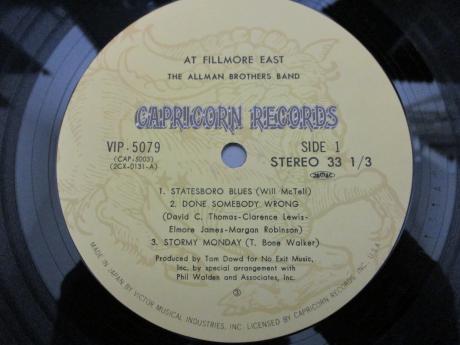 AT FILLMORE EAST
THE ALLMAN BROTHERS BAND
CAPRICORN RECORDS
VIP-5079 SIDE 1
(CAP-5003) STEREO 33 1/3
(2CX-0131-A)
1. STATESBORO BLUES (Will McTell)
2. DONE SOMEBODY WRONG
(David C. Thomas-Clarence Lewis-
Elmore James-Margan Robinson)
3. STORMY MONDAY (T. Bone Walker)
Produced by Tom Dowd for No Exit Music,
Inc. by special arrangement with
Phil Walden and Associates, Inc.
③
MADE IN JAPAN BY VICTOR MUSICAL INDUSTRIES, INC. LICENSED BY CAPRICORN RECORDS INC. U.S.A.